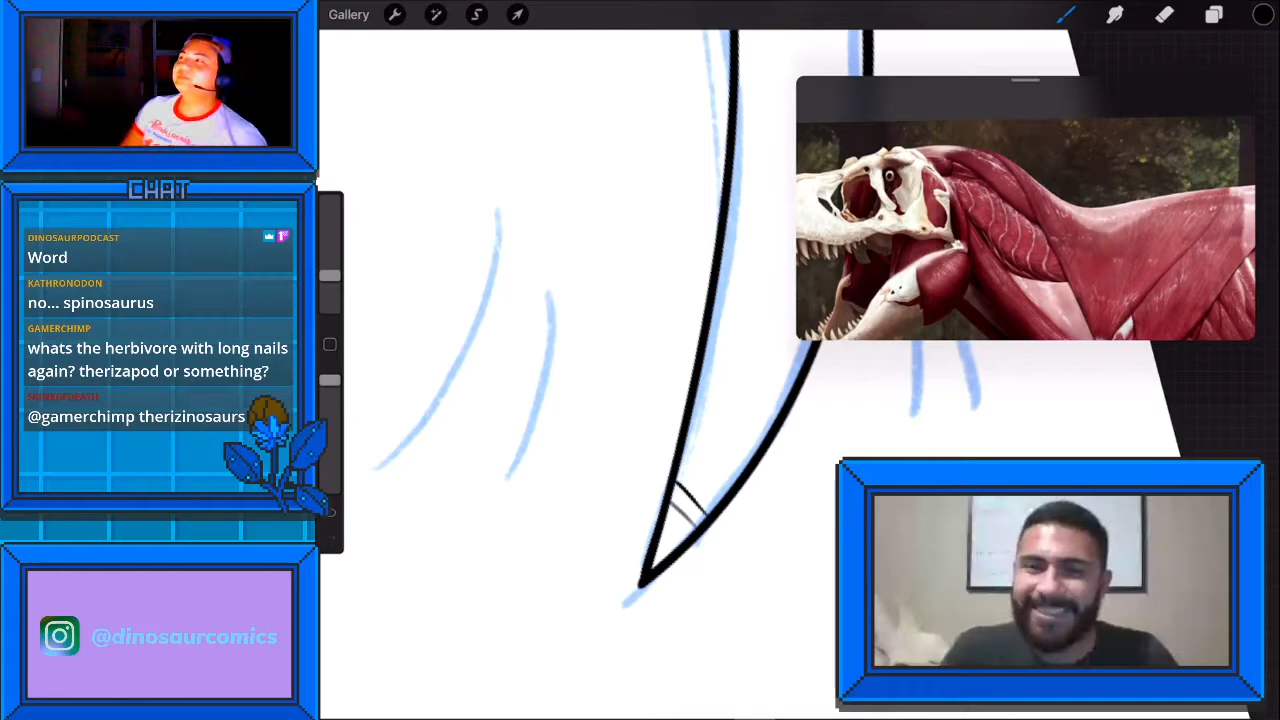 Gallery
CHAT
DINOSAURPODCAST
Word
KATHRONODON
no... spinosaurus
GAMERCHIMP
whats the herbivore with long nails
again? therizapod or something?
@gamerchimp therizinosaurs
@dinosaurcomics